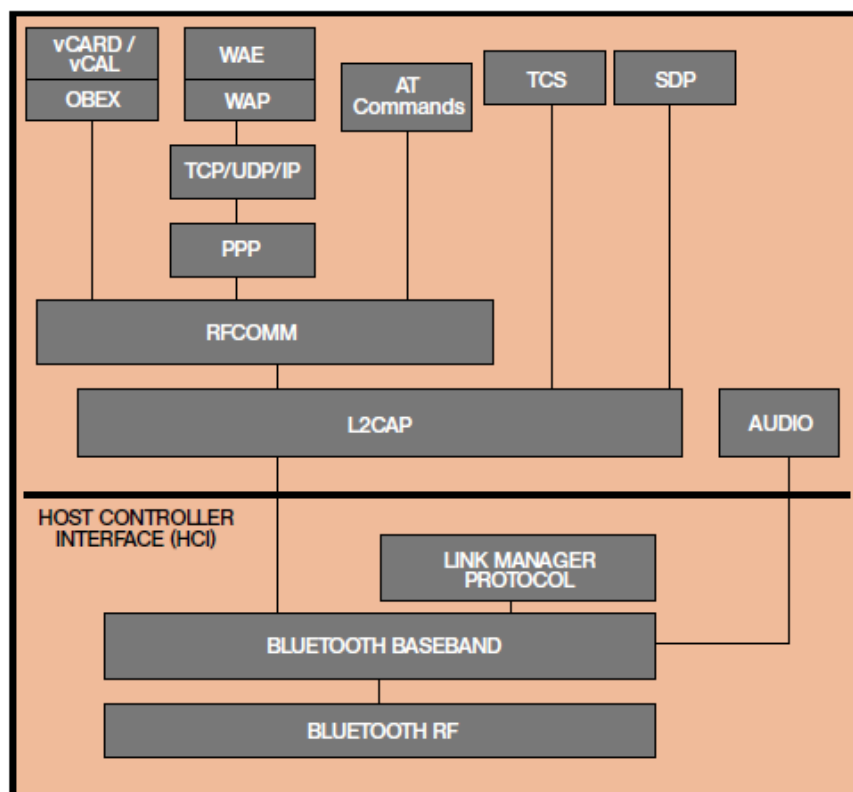 vCARD /
vCAL
OBEX
WAE
WAP
AT
Commands
TCS
SDP
TCP/UDP/IP
PPP
RFCOMM
L2CAP
AUDIO
HOST CONTROLLER
INTERFACE (HCI)
LINK MANAGER
PROTOCOL
BLUETOOTH BASEBAND
BLUETOOTH RF